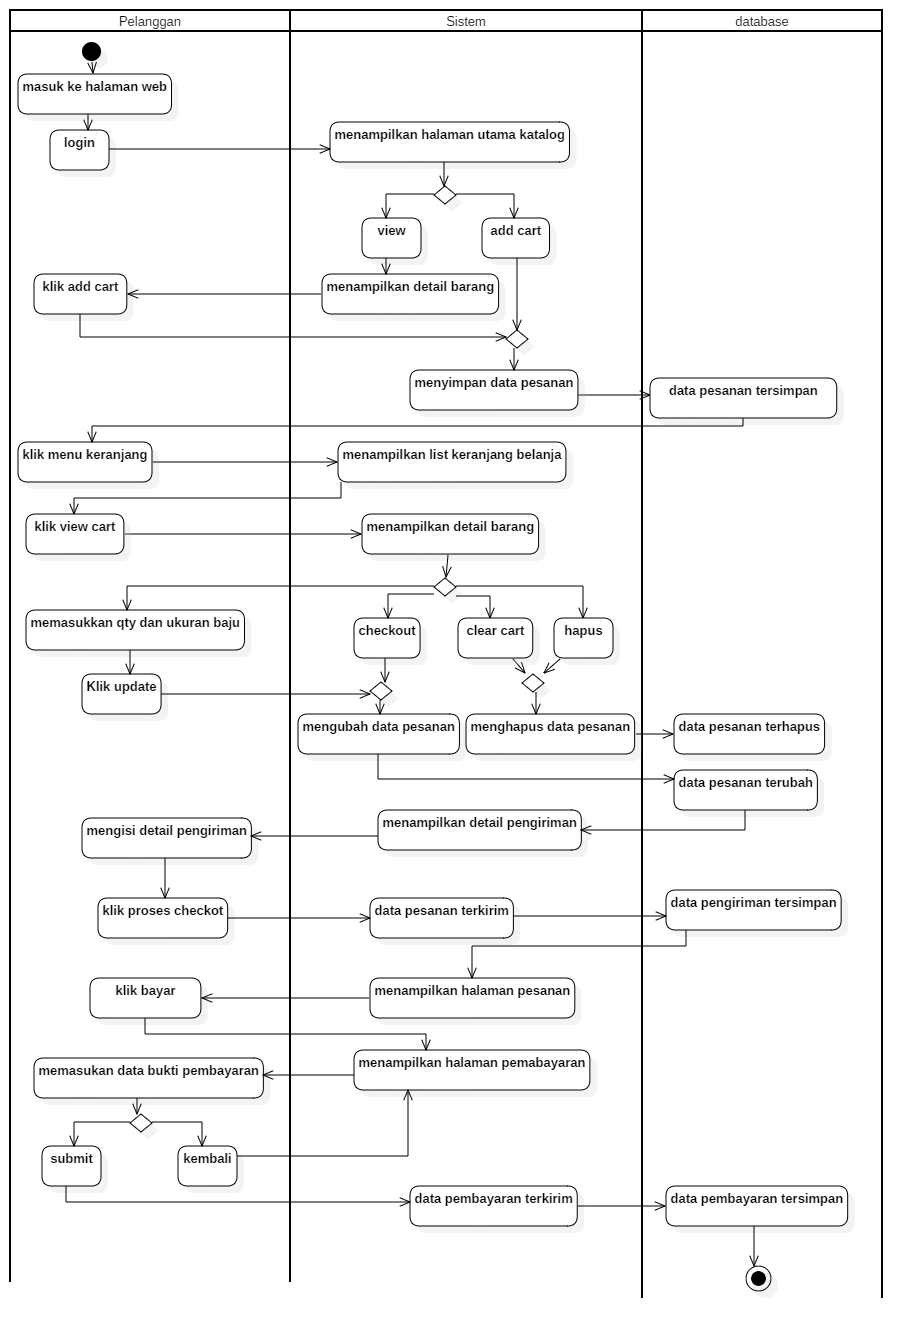 Pelanggan
Sistem
database
masuk ke halaman web
login
menampilkan halaman utama katalog
view
add cart
klik add cart
menampilkan detail barang
menyimpan data pesanan
data pesanan tersimpan
klik menu keranjang
menampilkan list keranjang belanja
klik view cart
menampilkan detail barang
memasukkan qty dan ukuran baju
checkout
clear cart
hapus
Klik update
mengubah data pesanan
menghapus data pesanan
data pesanan terhapus
data pesanan terubah
mengisi detail pengiriman
menampilkan detail pengiriman
klik proses checkot
data pesanan terkirim
data pengiriman tersimpan
klik bayar
menampilkan halaman pesanan
menampilkan halaman pemabayaran
memasukan data bukti pembayaran
submit
kembali
data pembayaran terkirim
data pembayaran tersimpan